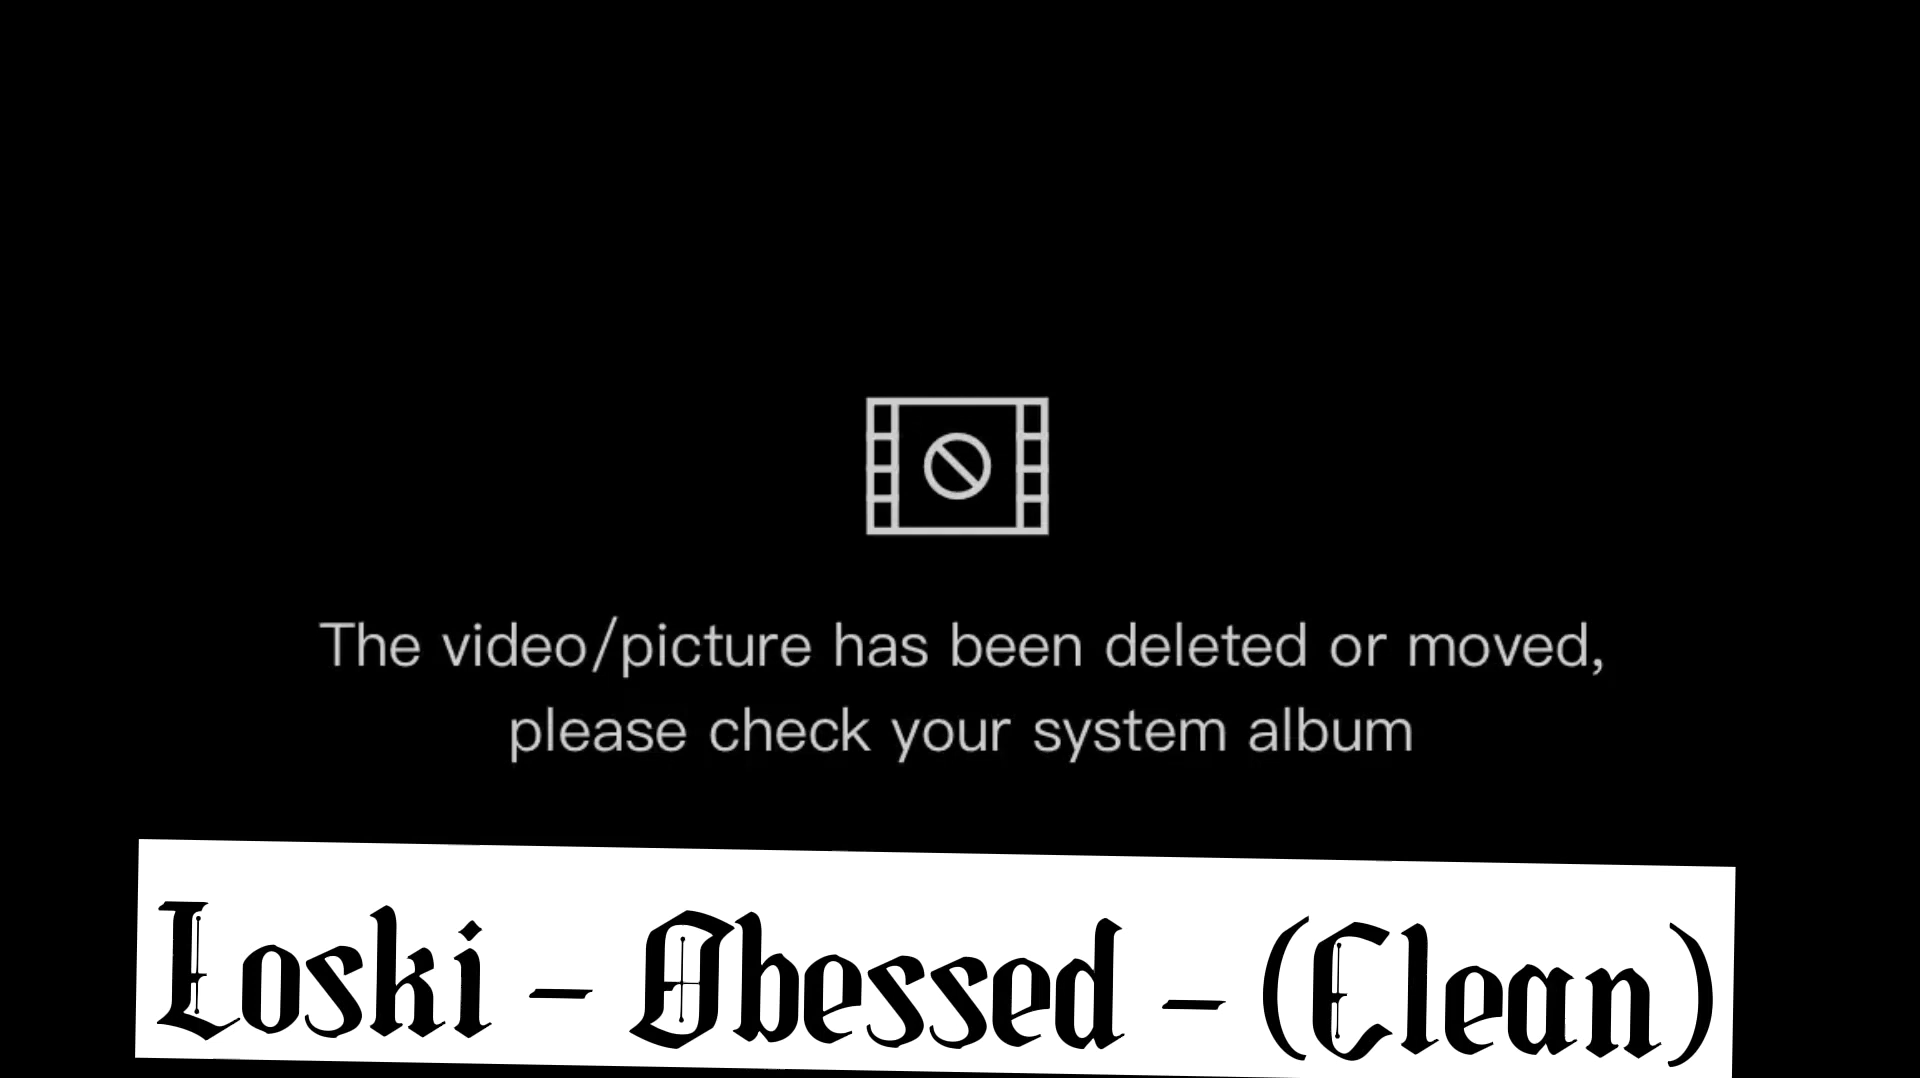 The video/picture has been deleted or moved,
please check your system album
Loski - Obessed - (Clean)